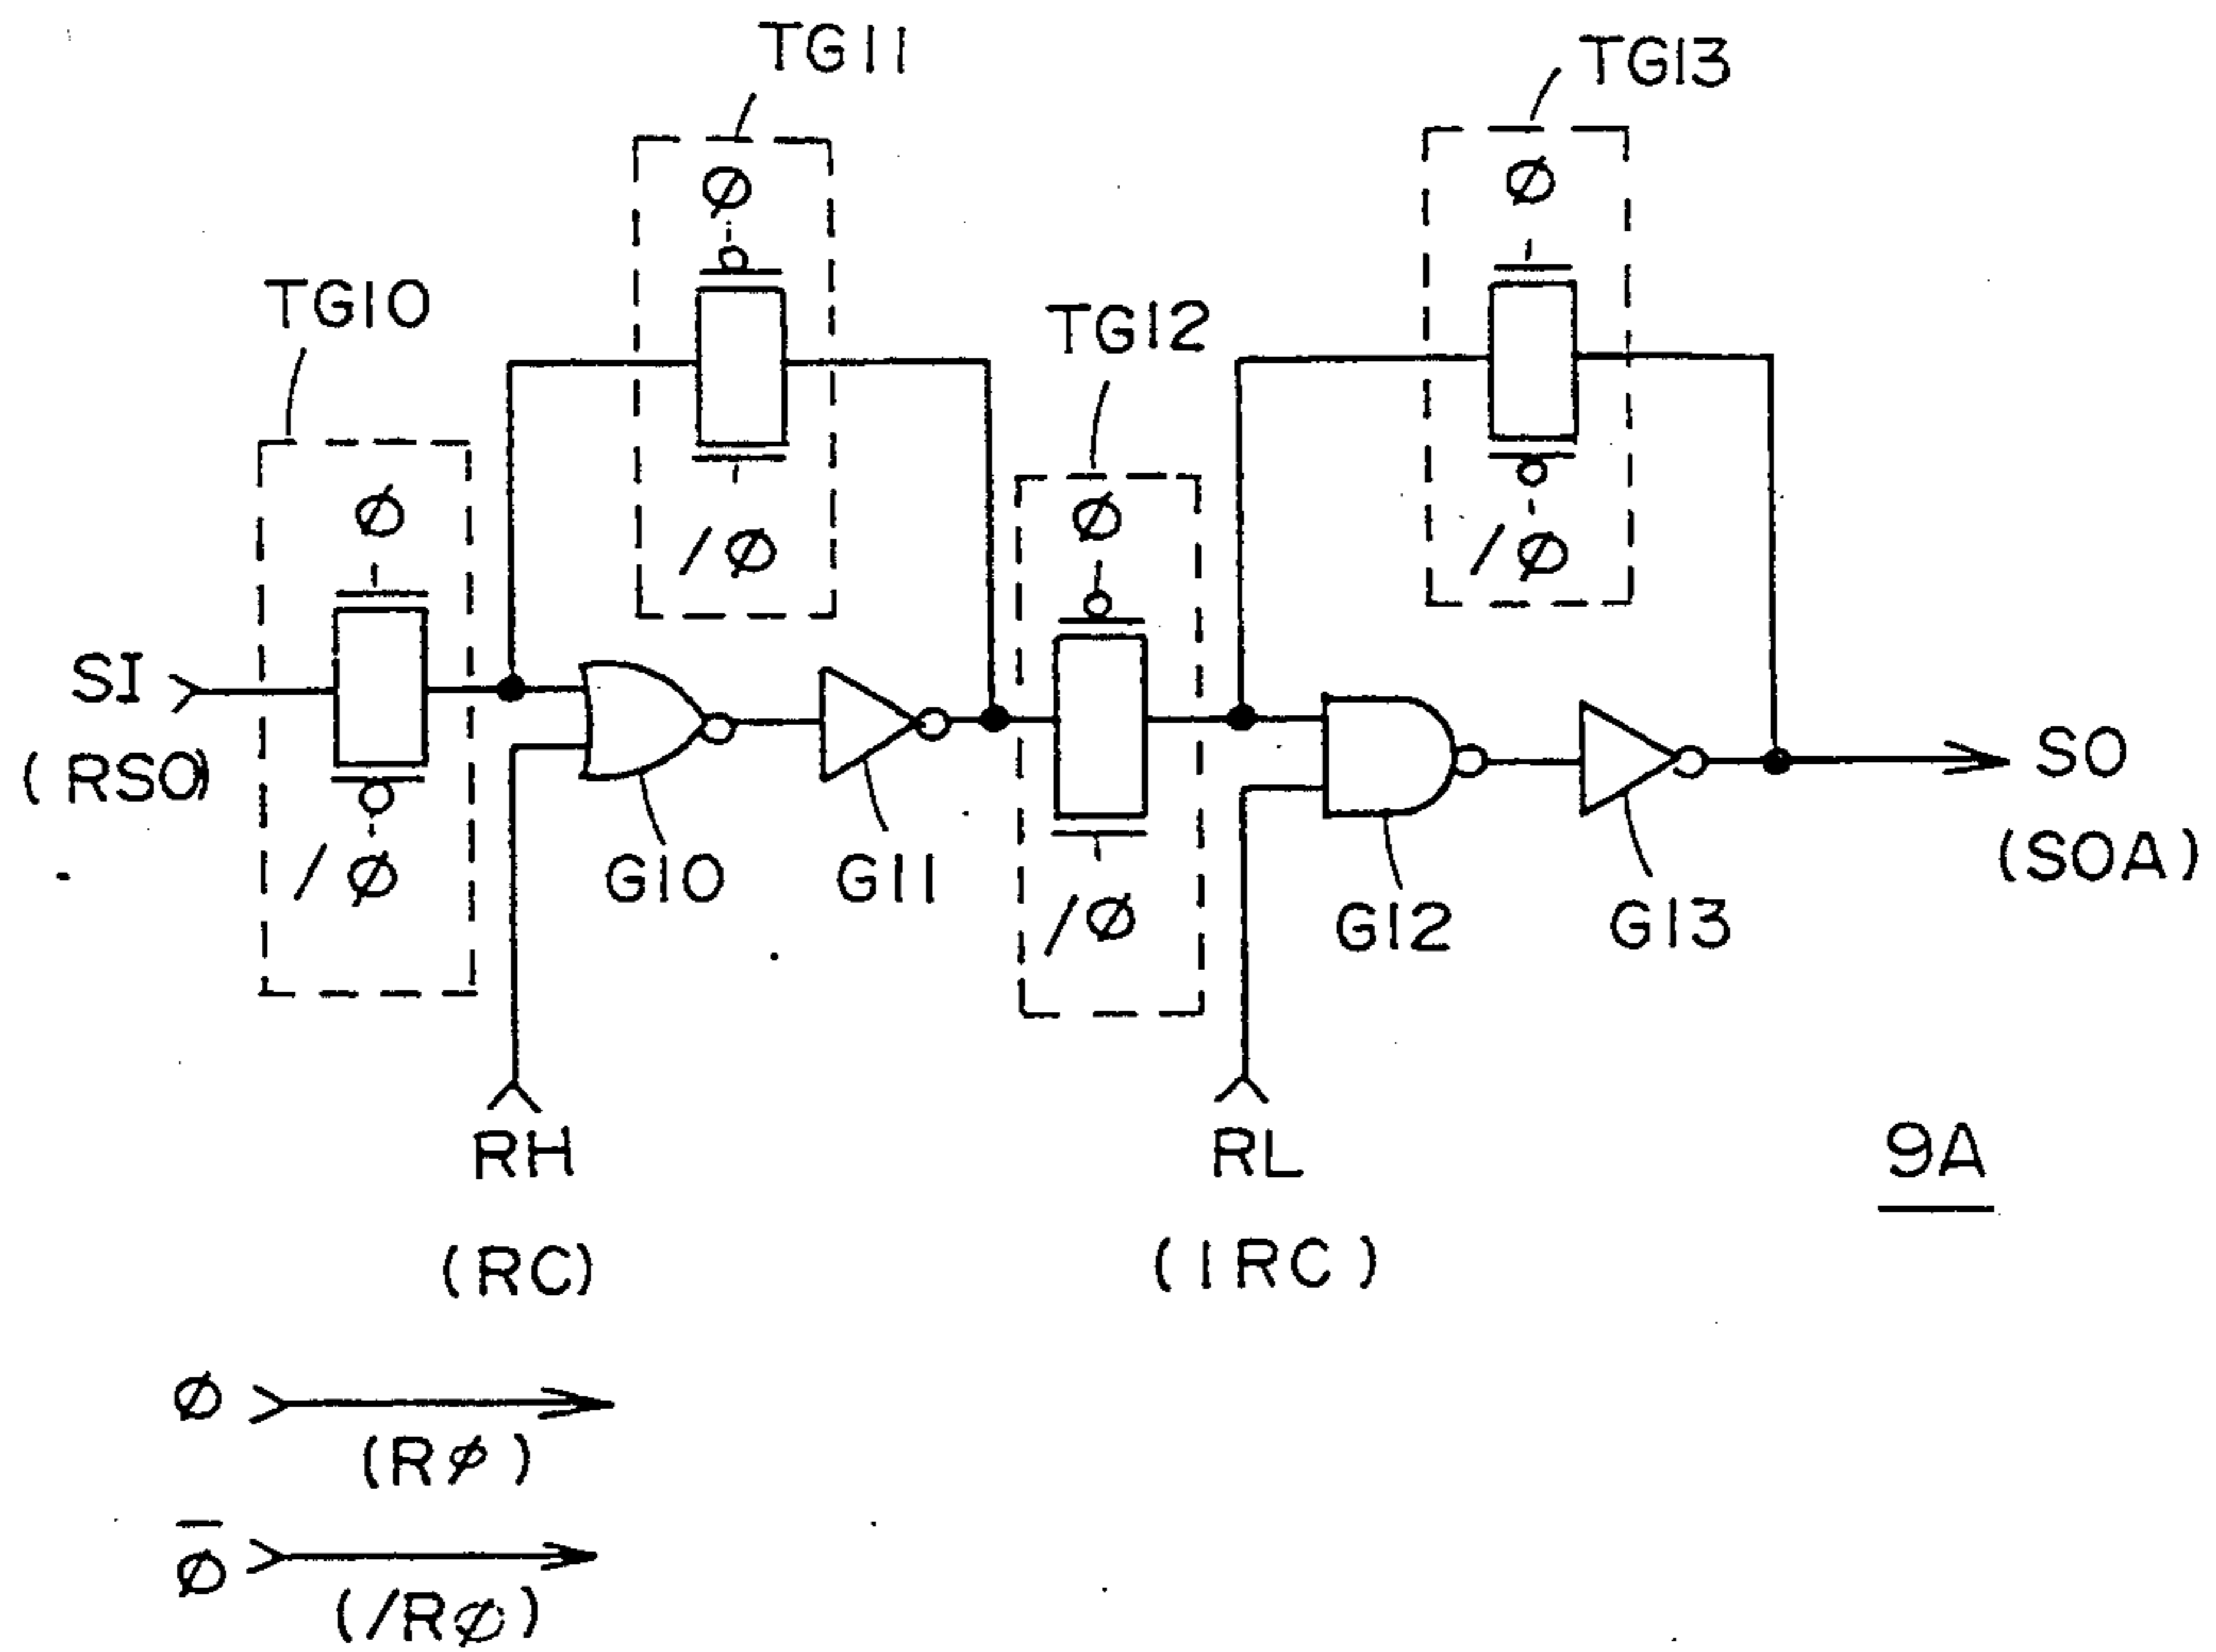 TG11
TG13
Ø
Ø
TG10
TG12
Ø
Ø
/Ø
/Ø
SI
SO
(RSO)
/Ø
G10
G11
/Ø
G12
G13
(SOA)
RH
RL
9A
(RC)
(IRC)
Ø
(RØ)
Ø̅
(/RØ)